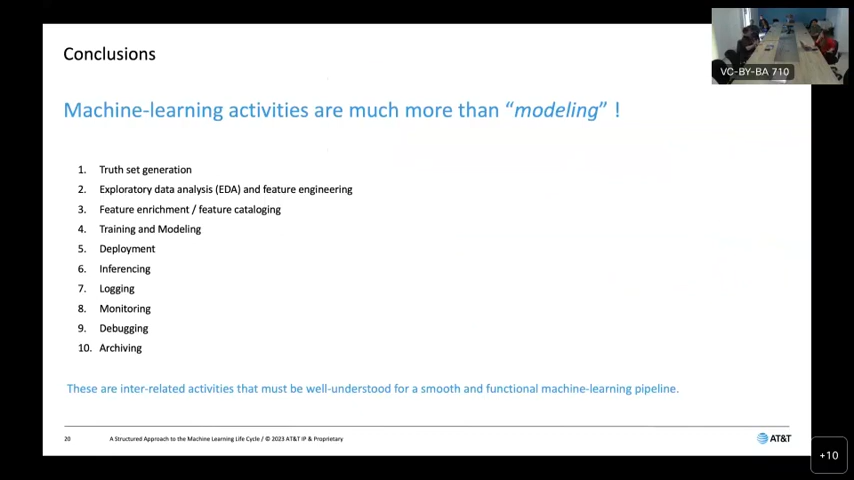 Conclusions
VC-BY-BA 710
Machine-learning activities are much more than “modeling” !
1. Truth set generation
2. Exploratory data analysis (EDA) and feature engineering
3. Feature enrichment / feature cataloging
4. Training and Modeling
5. Deployment
6. Inferencing
7. Logging
8. Monitoring
9. Debugging
10. Archiving
These are inter-related activities that must be well-understood for a smooth and functional machine-learning pipeline.
20 A Structured Approach to the Machine Learning Life Cycle / © 2023 AT&T IP & Proprietary
AT&T
+10